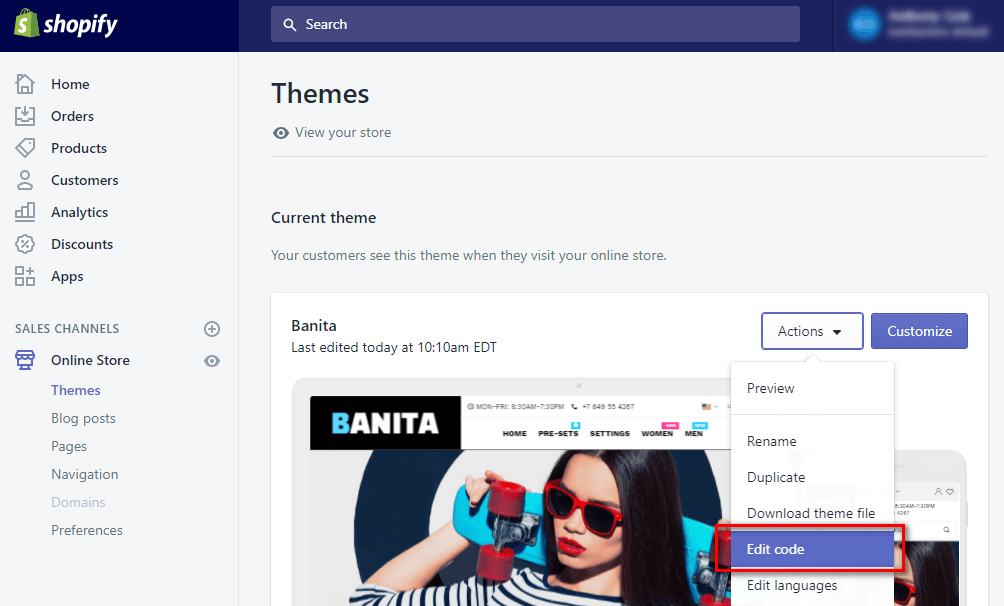 shopify
Search
Home
Orders
Products
Customers
Analytics
Discounts
Apps
SALES CHANNELS
Online Store
Themes
Blog posts
Pages
Navigation
Domains
Preferences
Themes
View your store
Current theme
Your customers see this theme when they visit your online store.
Banita
Last edited today at 10:10am EDT
Actions
Customize
Preview
Rename
Duplicate
Download theme file
Edit code
Edit languages
BANITA
MON-FRI: 8:30AM-7:30PM +7 849 55 4267
HOME PRE-SETS SETTINGS WOMEN MEN